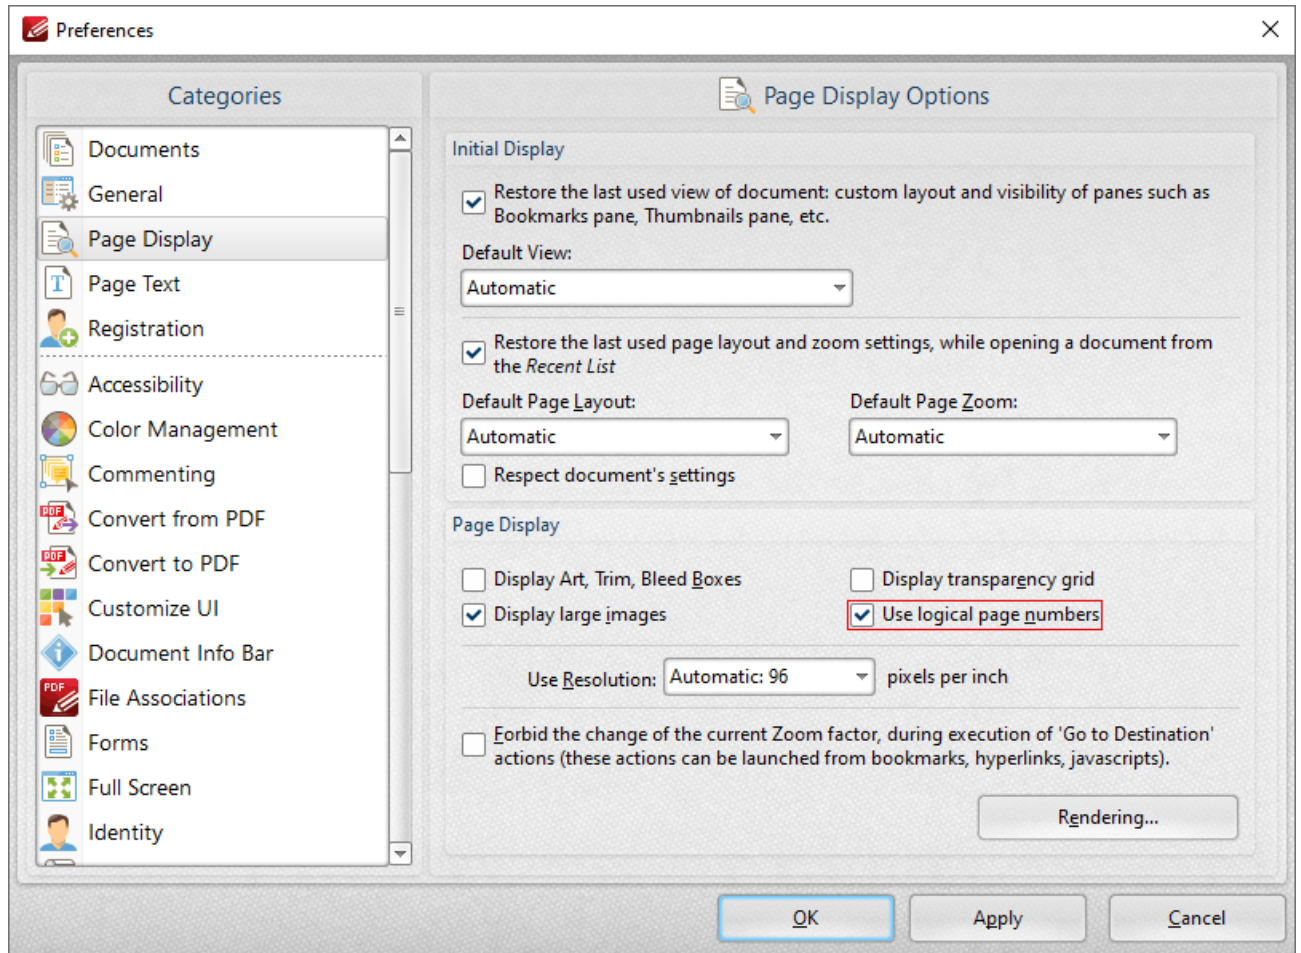 Preferences
Categories
Documents
General
Page Display
Page Text
Registration
Accessibility
Color Management
Commenting
Convert from PDF
Convert to PDF
Customize UI
Document Info Bar
File Associations
Forms
Full Screen
Identity
Page Display Options
Initial Display
Restore the last used view of document: custom layout and visibility of panes such as
Bookmarks pane, Thumbnails pane, etc.
Default View:
Automatic
Restore the last used page layout and zoom settings, while opening a document from
the Recent List
Default Page Layout:
Default Page Zoom:
Automatic
Automatic
Respect document's settings
Page Display
Display Art, Trim, Bleed Boxes
Display transparency grid
Display large images
Use logical page numbers
Use Resolution: Automatic: 96 pixels per inch
Forbid the change of the current Zoom factor, during execution of 'Go to Destination'
actions (these actions can be launched from bookmarks, hyperlinks, javascripts).
Rendering...
OK
Apply
Cancel